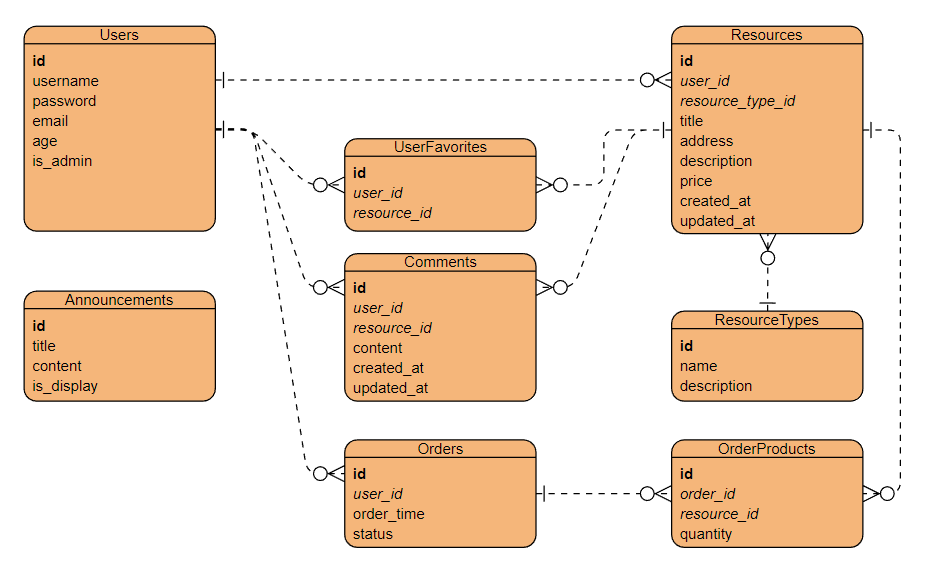 Users
id
username
password
email
age
is_admin
Resources
id
user_id
resource_type_id
title
address
description
price
created_at
updated_at
UserFavorites
id
user_id
resource_id
Comments
id
user_id
resource_id
content
created_at
updated_at
Announcements
id
title
content
is_display
ResourceTypes
id
name
description
Orders
id
user_id
order_time
status
OrderProducts
id
order_id
resource_id
quantity